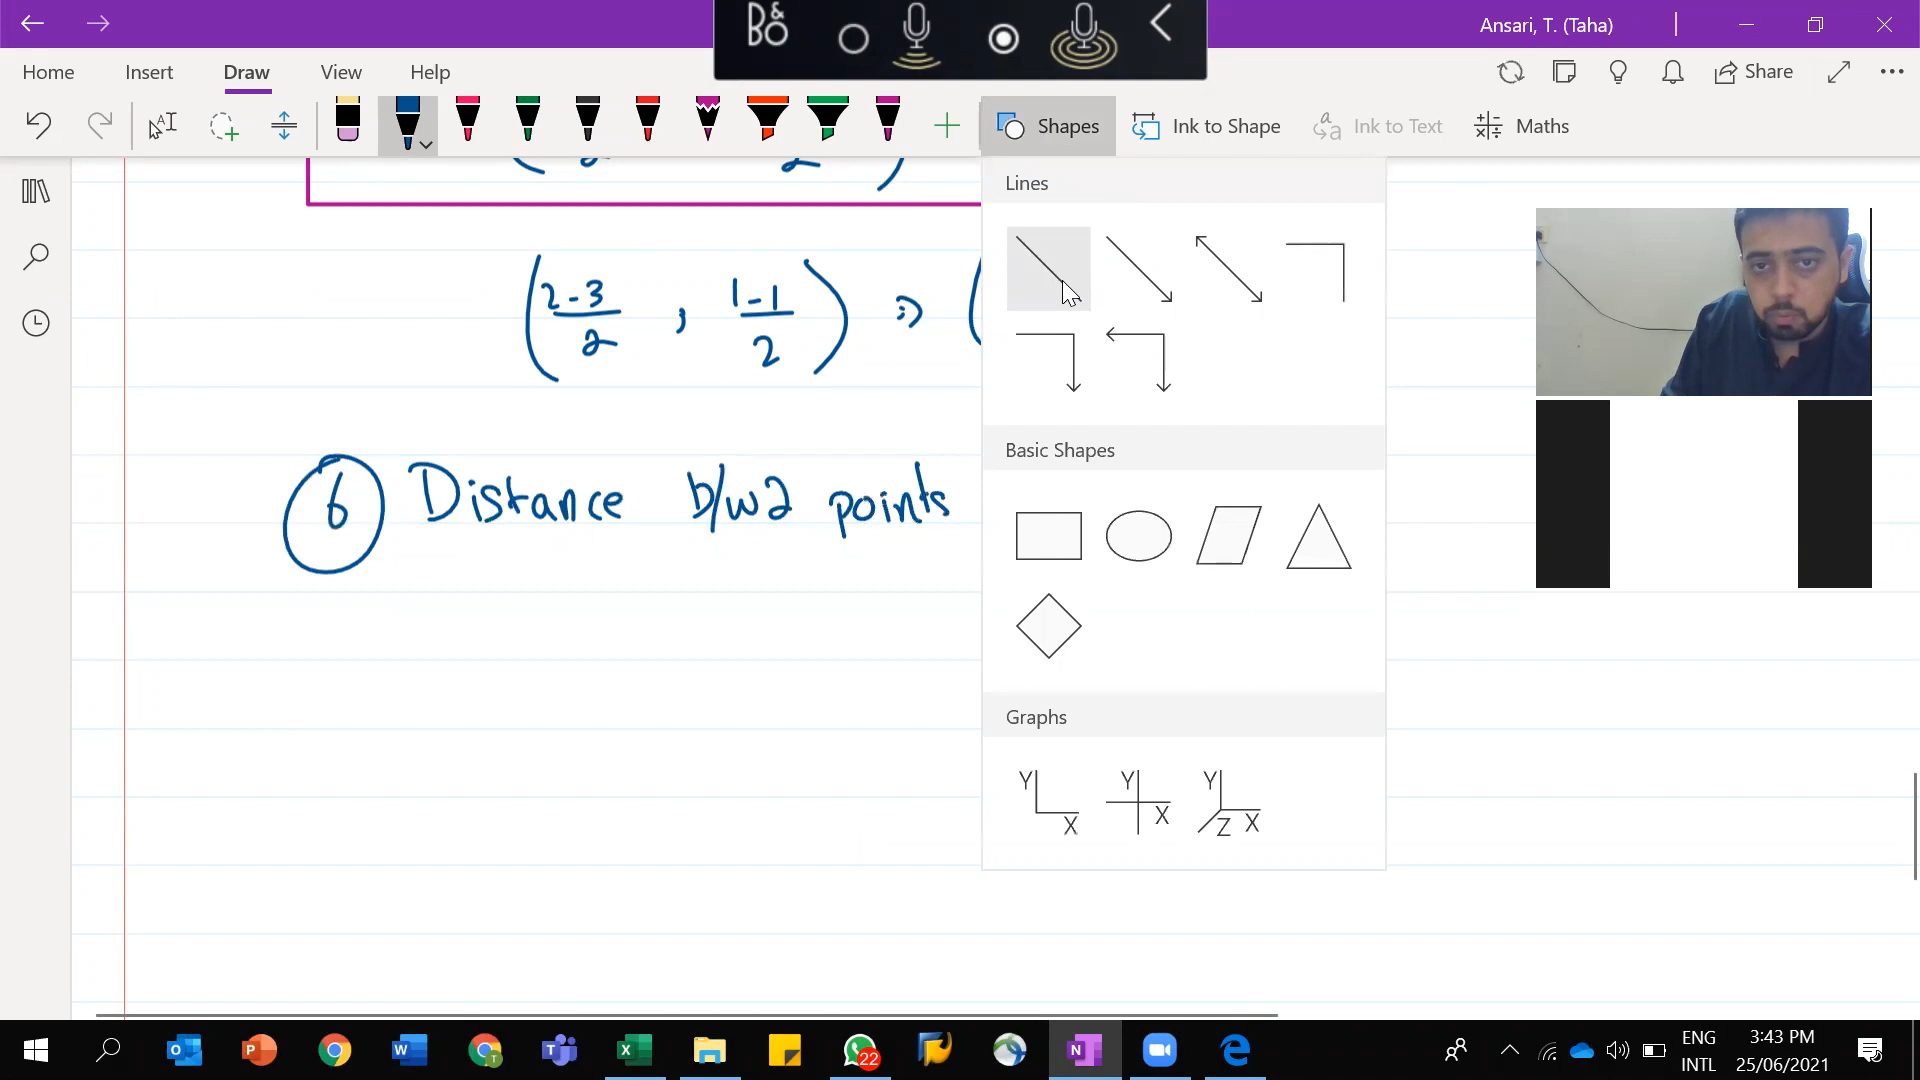 B&O
Ansari, T. (Taha)
Home Insert Draw View Help
Share
Shapes Ink to Shape Ink to Text Maths
Lines
2 2
(2-3/2 , 1-1/2) => (
6 Distance b/w 2 points
Basic Shapes
Graphs
Y X Y X Y Z X
22
ENG INTL
3:43 PM
25/06/2021